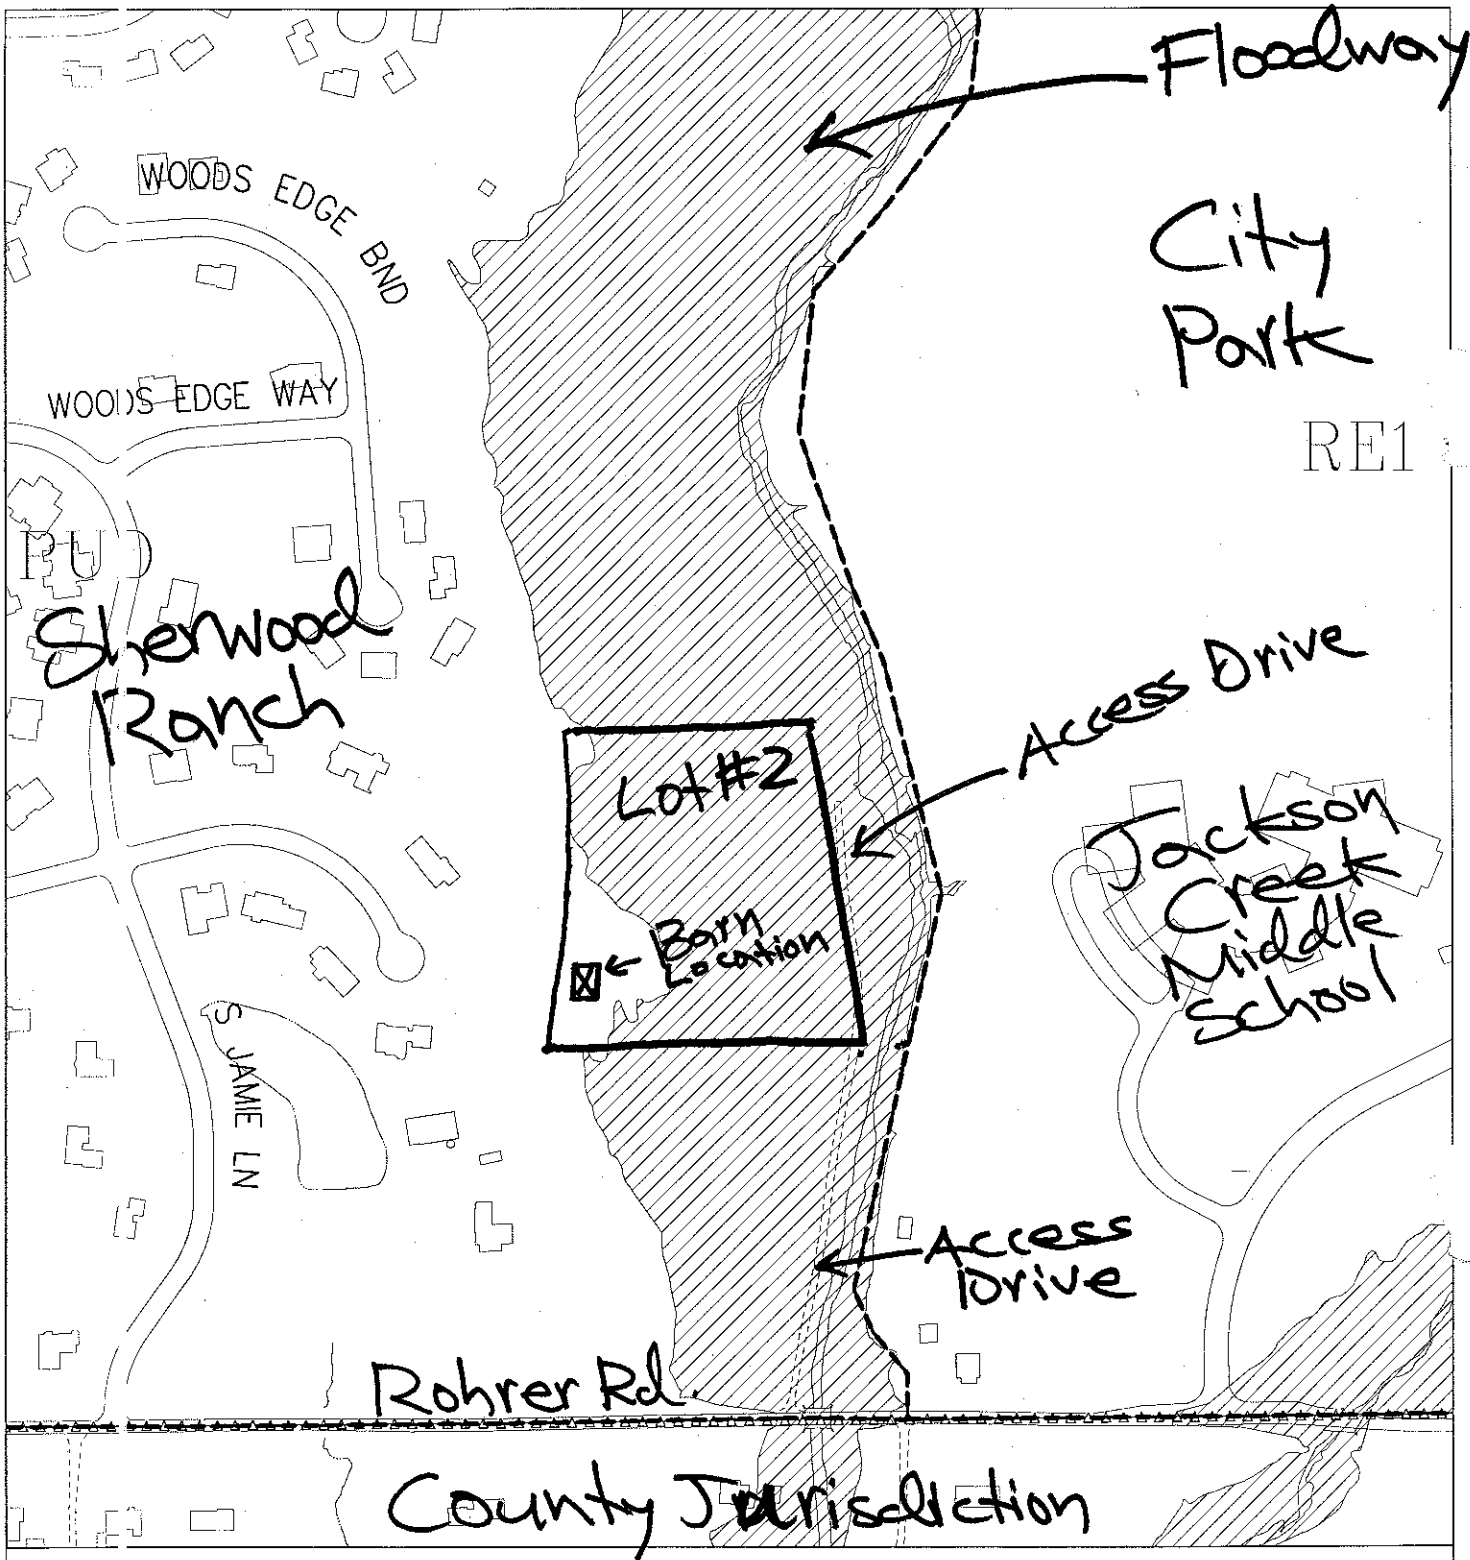 Floodway
WOODS EDGE BND
City
Park
WOODS EDGE WAY
RE1
PUD
Sherwood
Ranch
Access Drive
Lot #2
Jackson
Creek
Middle
School
Barn
Location
S JAMIE LN
Access
Drive
Rohrer Rd.
County Jurisdiction